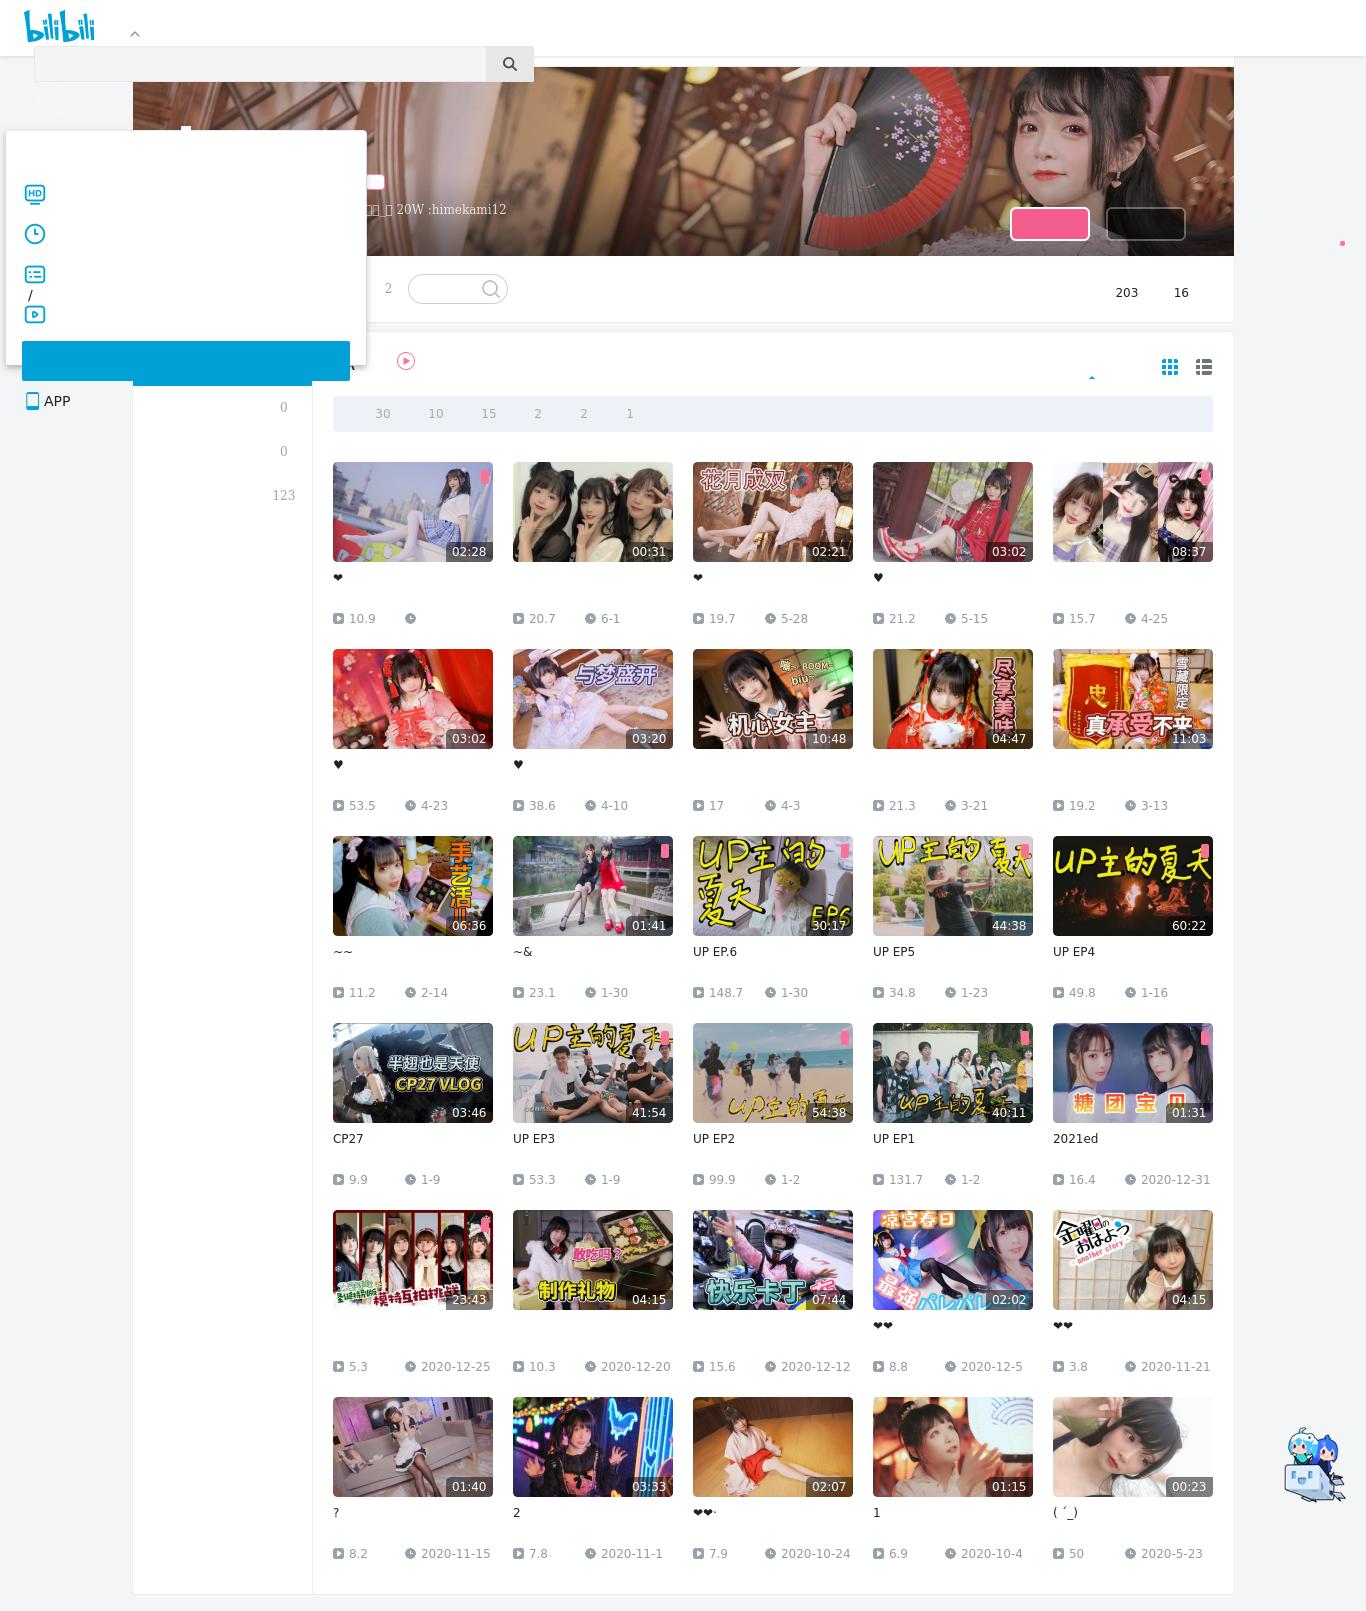 bilibili
HD
20W :himekami12
/
2
203
16
APP
0
0
123
30 10 15 2 2 1
02:28
00:31
花月成双
02:21
03:02
08:37
❤
❤
♥
10.9
20.7 6-1
19.7 5-28
21.2 5-15
15.7 4-25
03:02
与梦盛开
03:20
嘣~ BOOM~
biu~
机心女主
10:48
尽享美味
04:47
忠
雪藏限定
真承受不来
11:03
♥
♥
53.5 4-23
38.6 4-10
17 4-3
21.3 3-21
19.2 3-13
手艺活!!
06:36
01:41
UP主的
夏天
EP6
30:17
UP主的夏天
44:38
UP主的夏天
60:22
~~
~&
UP EP.6
UP EP5
UP EP4
11.2 2-14
23.1 1-30
148.7 1-30
34.8 1-23
49.8 1-16
半翅也是天使
CP27 VLOG
03:46
UP主的夏天
41:54
UP主的夏天
54:38
UP主的夏天
40:11
糖团宝贝
01:31
CP27
UP EP3
UP EP2
UP EP1
2021ed
9.9 1-9
53.3 1-9
99.9 1-2
131.7 1-2
16.4 2020-12-31
圣诞特别版
模特互拍挑战
23:43
敢吃吗？
制作礼物
04:15
快乐卡丁
07:44
凉宫春日
最强パレパレ
02:02
金曜日の
おはよう
another story
04:15
❤❤
❤❤
5.3 2020-12-25
10.3 2020-12-20
15.6 2020-12-12
8.8 2020-12-5
3.8 2020-11-21
01:40
03:33
02:07
01:15
00:23
?
2
❤❤·
1
( ´_)
8.2 2020-11-15
7.8 2020-11-1
7.9 2020-10-24
6.9 2020-10-4
50 2020-5-23